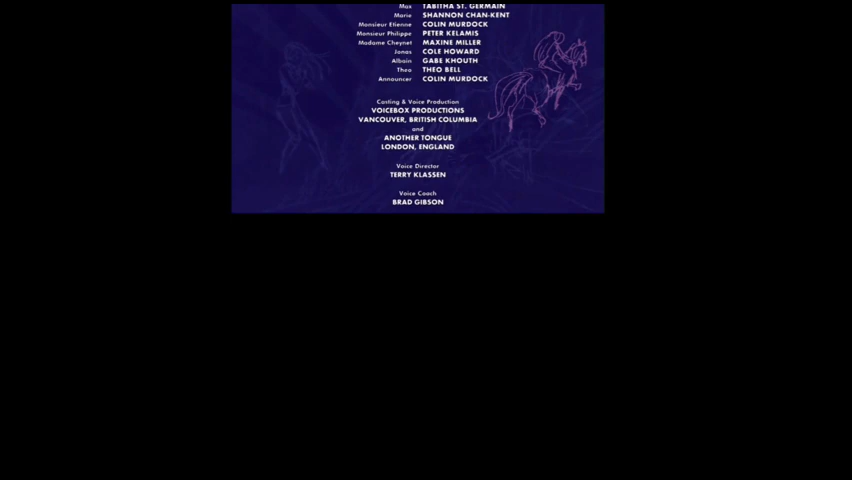 Max TABITHA ST. GERMAIN
Marie SHANNON CHAN-KENT
Monsieur Etienne COLIN MURDOCK
Monsieur Philippe PETER KELAMIS
Madame Cheynet MAXINE MILLER
Jonas COLE HOWARD
Albain GABE KHOUTH
Theo THEO BELL
Announcer COLIN MURDOCK
Casting & Voice Production
VOICEBOX PRODUCTIONS
VANCOUVER, BRITISH COLUMBIA
and
ANOTHER TONGUE
LONDON, ENGLAND
Voice Director
TERRY KLASSEN
Voice Coach
BRAD GIBSON